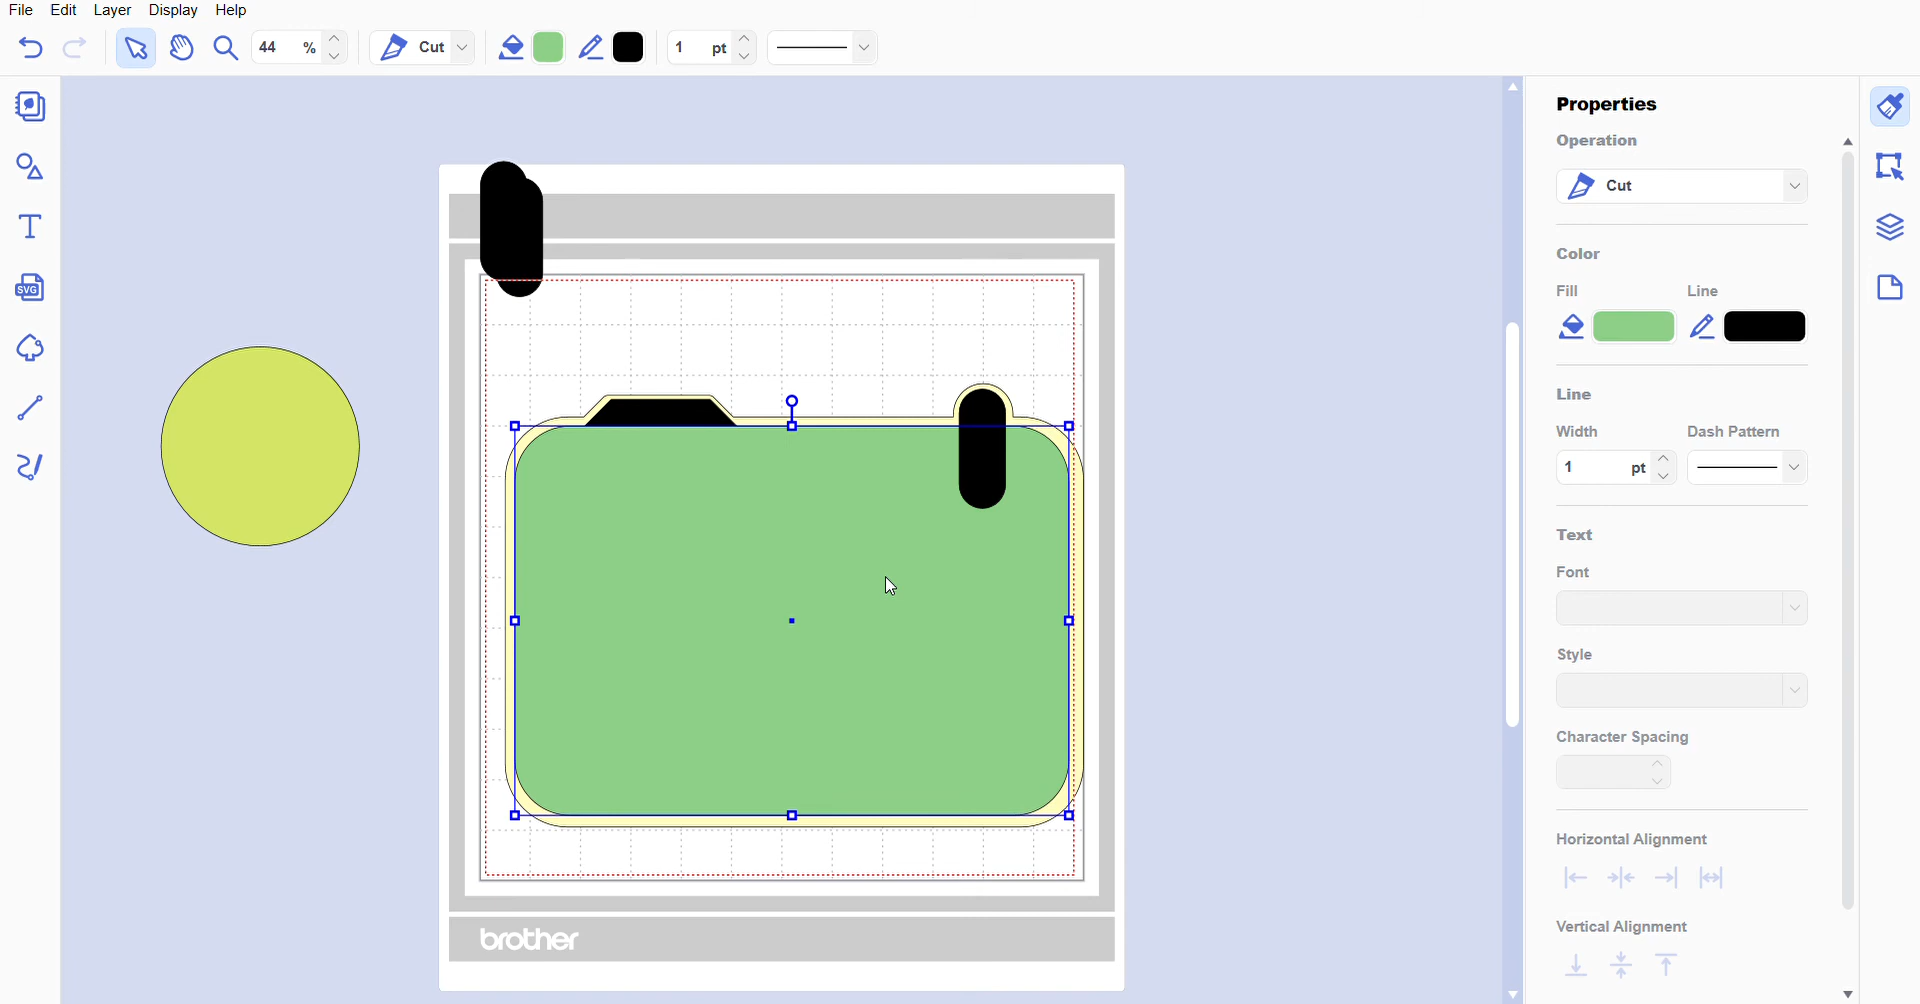 File Edit Layer Display Help
44 % Cut 1 pt
SVG
brother
Properties
Operation
Cut
Color
Fill Line
Line
Width Dash Pattern
1 pt
Text
Font
Style
Character Spacing
Horizontal Alignment
Vertical Alignment